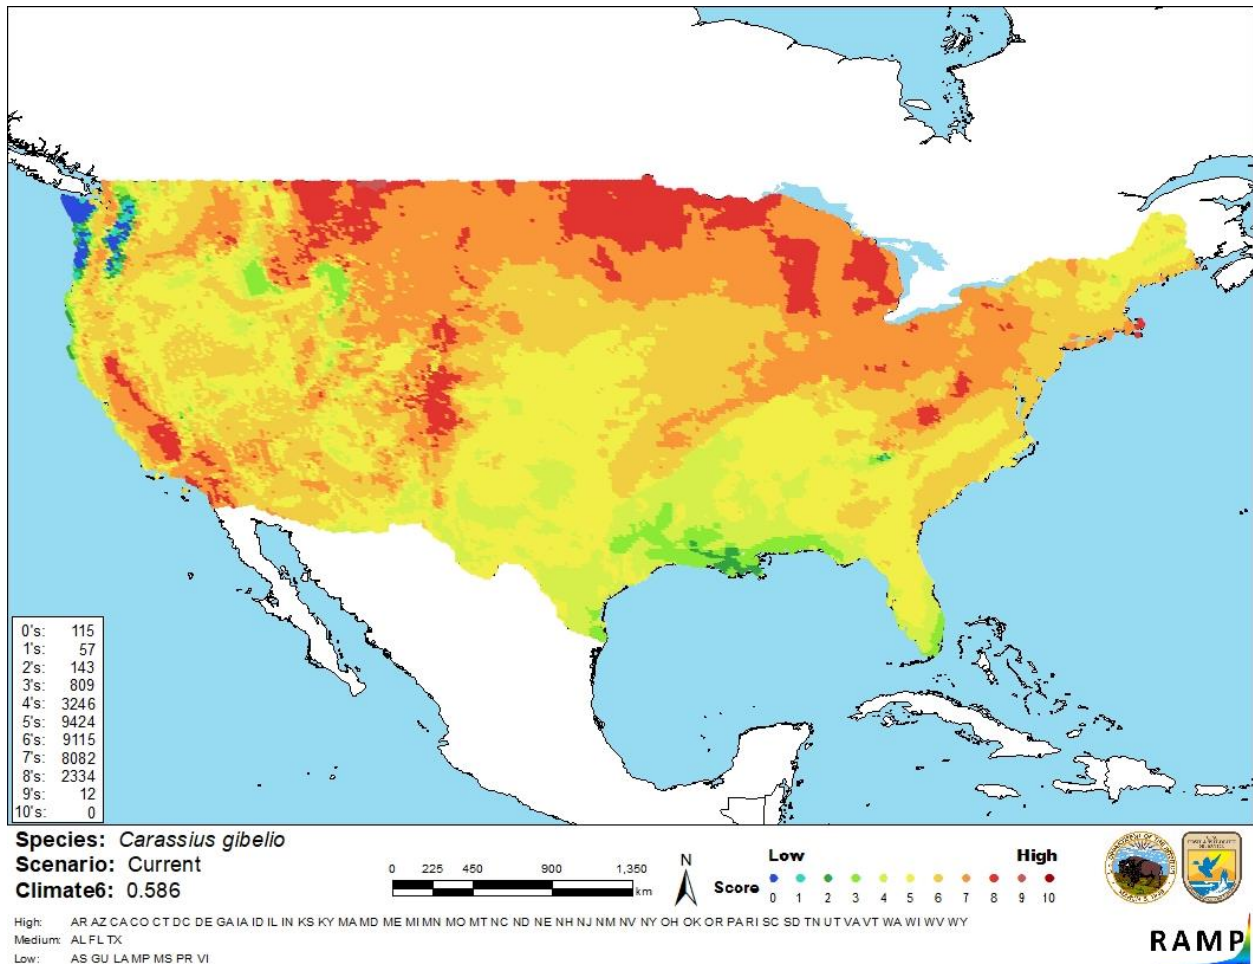 0's: 115
1's: 57
2's: 143
3's: 809
4's: 3246
5's: 9424
6's: 9115
7's: 8082
8's: 2334
9's: 12
10's: 0
Species: Carassius gibelio
Scenario: Current
Climate6: 0.586
0 225 450 900 1,350
km
N
Low High
Score
0 1 2 3 4 5 6 7 8 9 10
High: AR AZ CA CO CT DC DE GA IA ID IL IN KS KY MA MD ME MI MN MO MT NC ND NE NH NJ NM NV NY OH OK OR PA RI SC SD TN UT VA VT WA WI WV WY
Medium: AL FL TX
Low: AS GU LA MP MS PR VI
RAMP